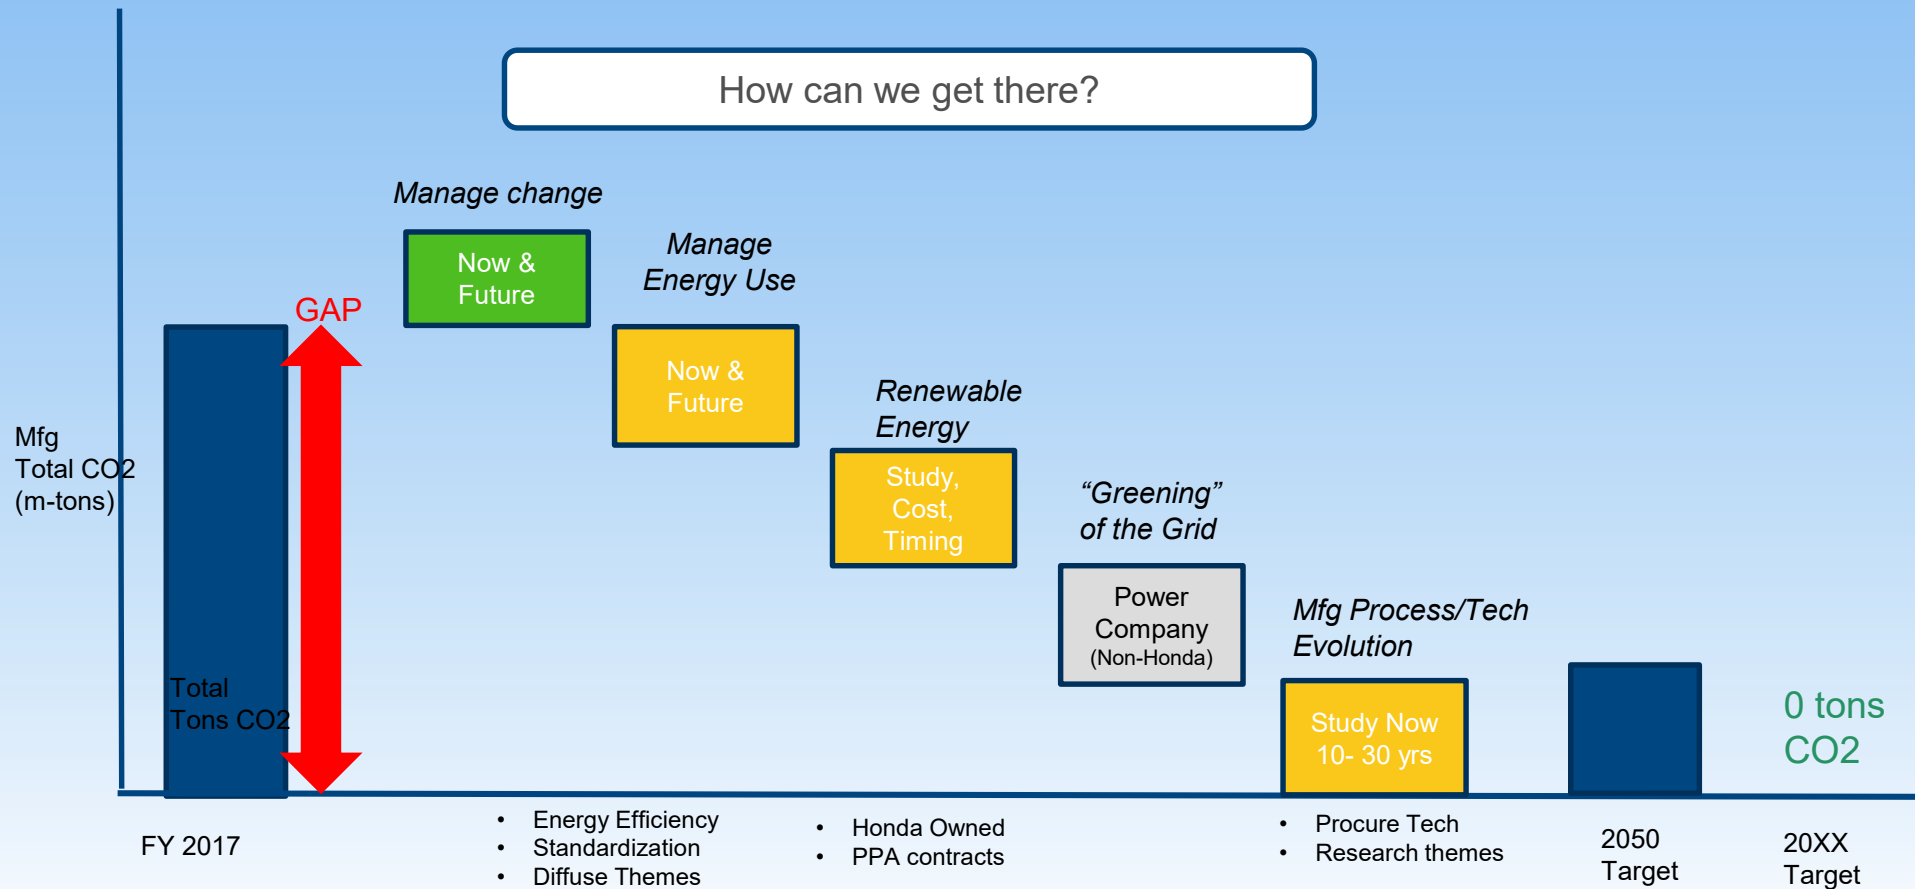 How can we get there?
Manage change
Now &
Future
Manage
Energy Use
Now &
Future
GAP
Renewable
Energy
Study,
Cost,
Timing
Mfg
Total CO2
(m-tons)
“Greening”
of the Grid
Power
Company
(Non-Honda)
Mfg Process/Tech
Evolution
Study Now
10- 30 yrs
Total
Tons CO2
0 tons
CO2
FY 2017
• Energy Efficiency
• Standardization
• Diffuse Themes
• Honda Owned
• PPA contracts
• Procure Tech
• Research themes
2050
Target
20XX
Target